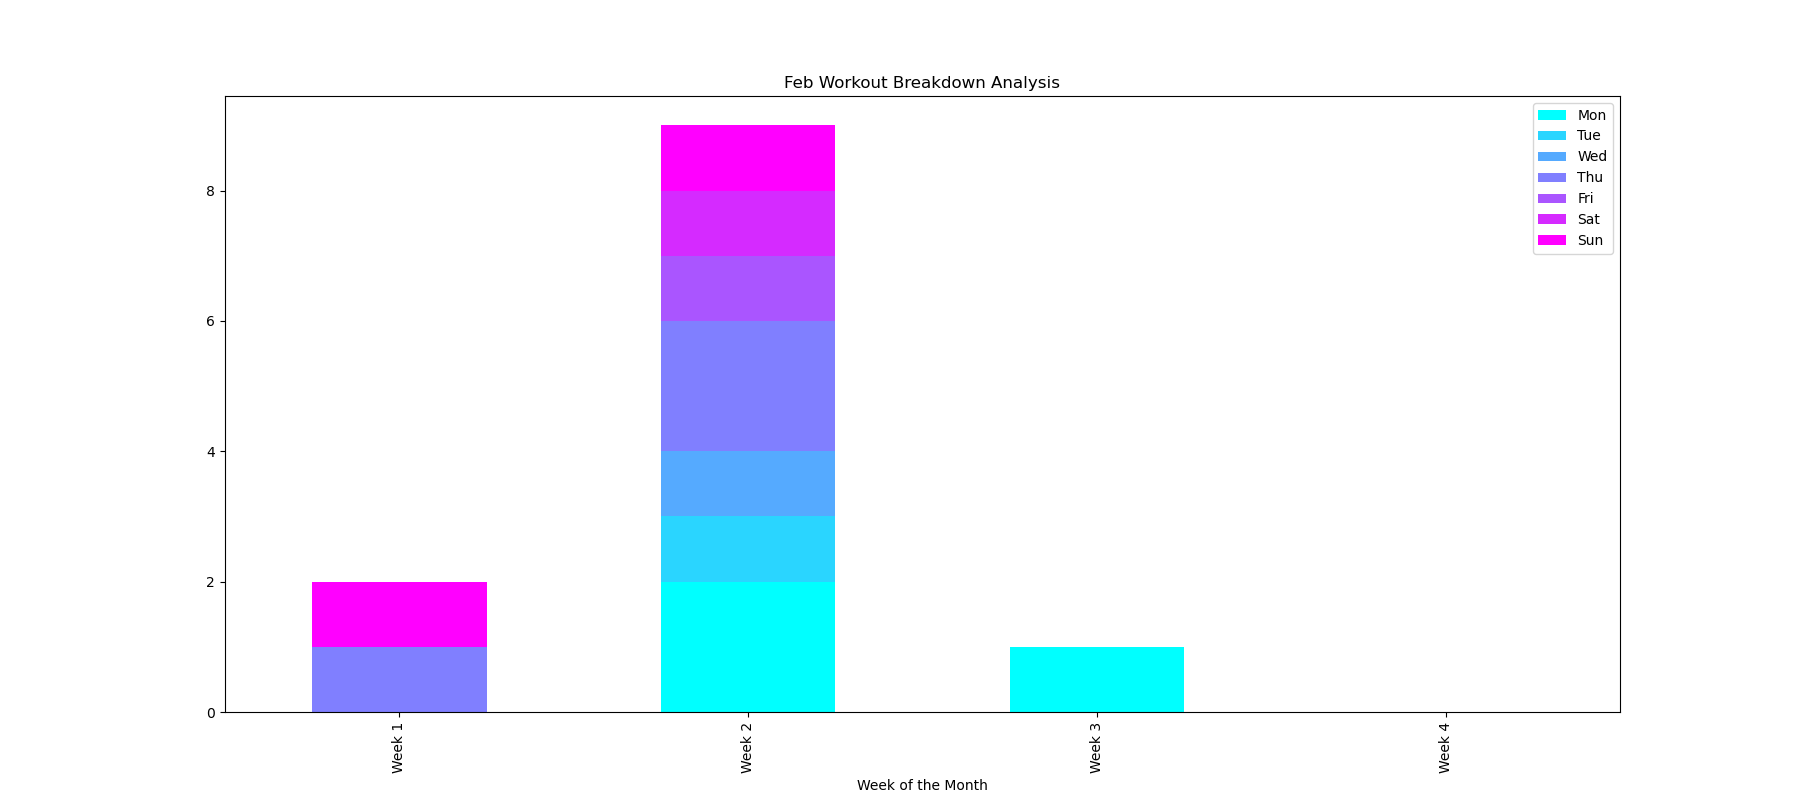 Feb Workout Breakdown Analysis
Mon
Tue
Wed
Thu
Fri
Sat
Sun
8
6
4
2
0
Week 1
Week 2
Week 3
Week 4
Week of the Month